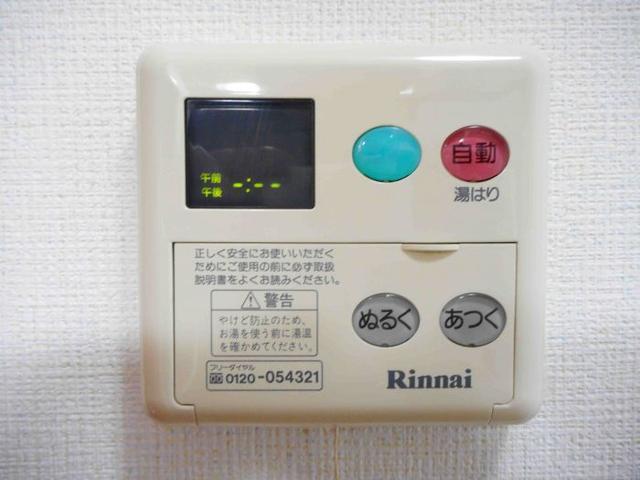 午前
午後 -:--
自動
湯はり
正しく安全にお使いいただく
ためにご使用の前に必ず取扱
説明書をよくお読みください。
警告
やけど防止のため、
お湯を使う前に湯温
を確かめてください。
フリーダイヤル
0120-054321
ぬるく
あつく
Rinnai